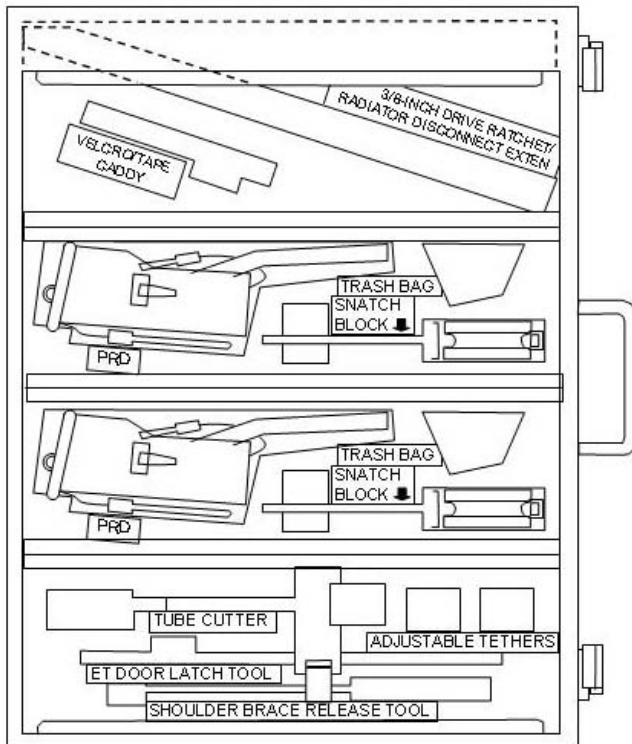 3/8-INCH DRIVE RATCHET/
RADIATOR DISCONNECT EXTEN
VELCRO/TAPE
CADDY
TRASH BAG
SNATCH
BLOCK
PRD
TRASH BAG
SNATCH
BLOCK
PRD
TUBE CUTTER
ADJUSTABLE TETHERS
ET DOOR LATCH TOOL
SHOULDER BRACE RELEASE TOOL